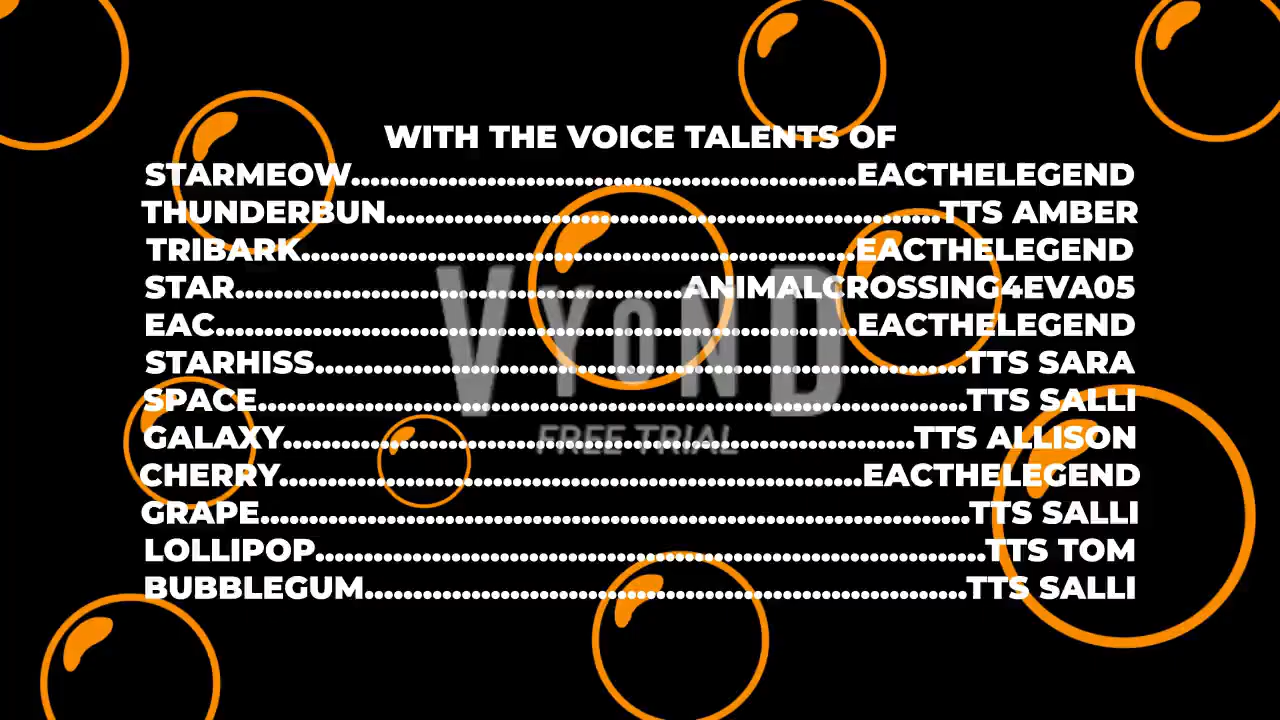 WITH THE VOICE TALENTS OF
STARMEOW....................................................EACTHELEGEND
THUNDERBUN.........................................................TTS AMBER
TRIBARK.........................................................EACTHELEGEND
STAR..............................................ANIMALCROSSING4EVA05
EAC..................................................................EACTHELEGEND
STARHISS...................................................................TTS SARA
SPACE.........................................................................TTS SALLI
GALAXY.................................................................TTS ALLISON
CHERRY............................................................EACTHELEGEND
GRAPE.........................................................................TTS SALLI
LOLLIPOP.....................................................................TTS TOM
BUBBLEGUM..............................................................TTS SALLI
VYOND
FREE TRIAL